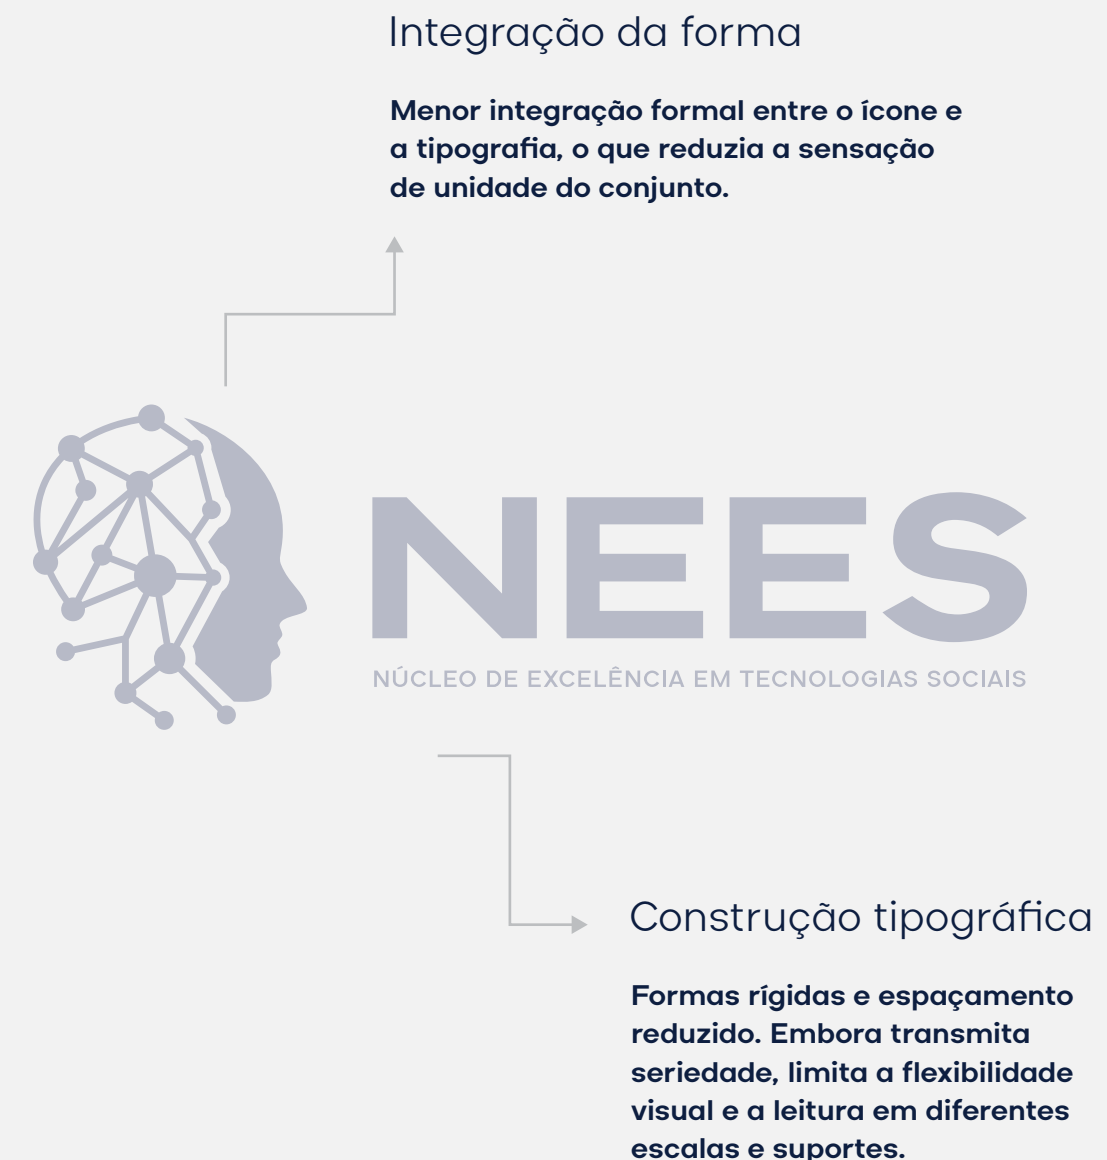 Integração da forma
Menor integração formal entre o ícone e
a tipografia, o que reduzia a sensação
de unidade do conjunto.
NEES
NÚCLEO DE EXCELÊNCIA EM TECNOLOGIAS SOCIAIS
Construção tipográfica
Formas rígidas e espaçamento
reduzido. Embora transmita
seriedade, limita a flexibilidade
visual e a leitura em diferentes
escalas e suportes.